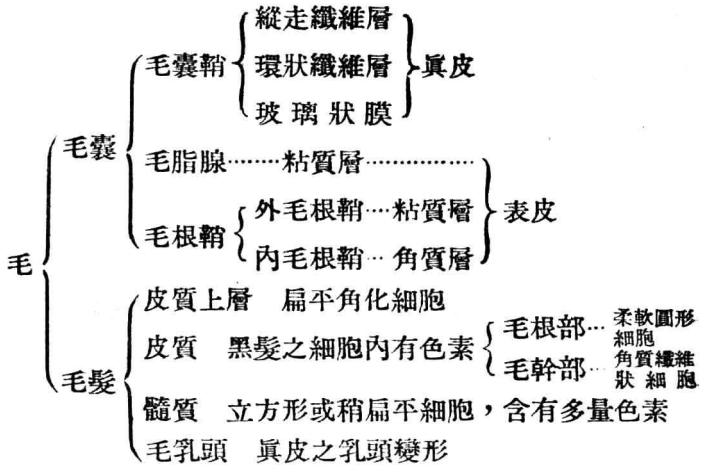 縱走纖維層
毛囊鞘 環狀纖維層 眞皮
玻璃狀膜
毛囊
毛脂腺……粘質層……………
外毛根鞘…粘質層 表皮
毛根鞘
內毛根鞘…角質層
毛
皮質上層 扁平角化細胞
毛根部…柔軟圓形
細胞
皮質 黑髮之細胞內有色素
毛幹部…角質纖維
狀細胞
毛髮
髓質 立方形或稍扁平細胞，含有多量色素
毛乳頭 眞皮之乳頭變形